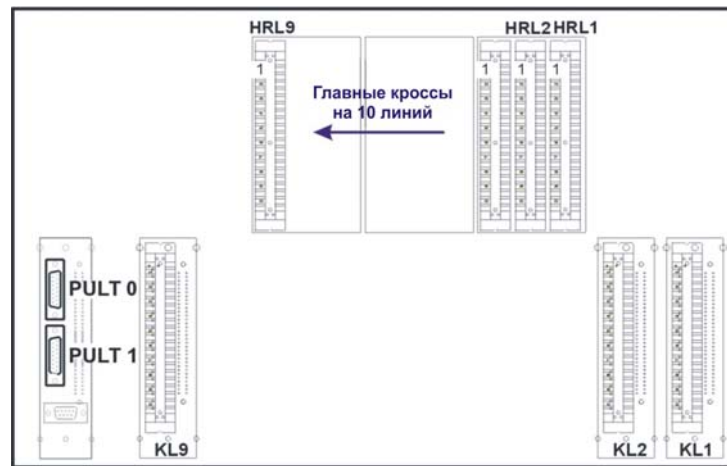 HRL9
HRL2 HRL1
1
1
1
1
Главные кроссы
на 10 линий
PULT 0
PULT 1
KL9
KL2
KL1